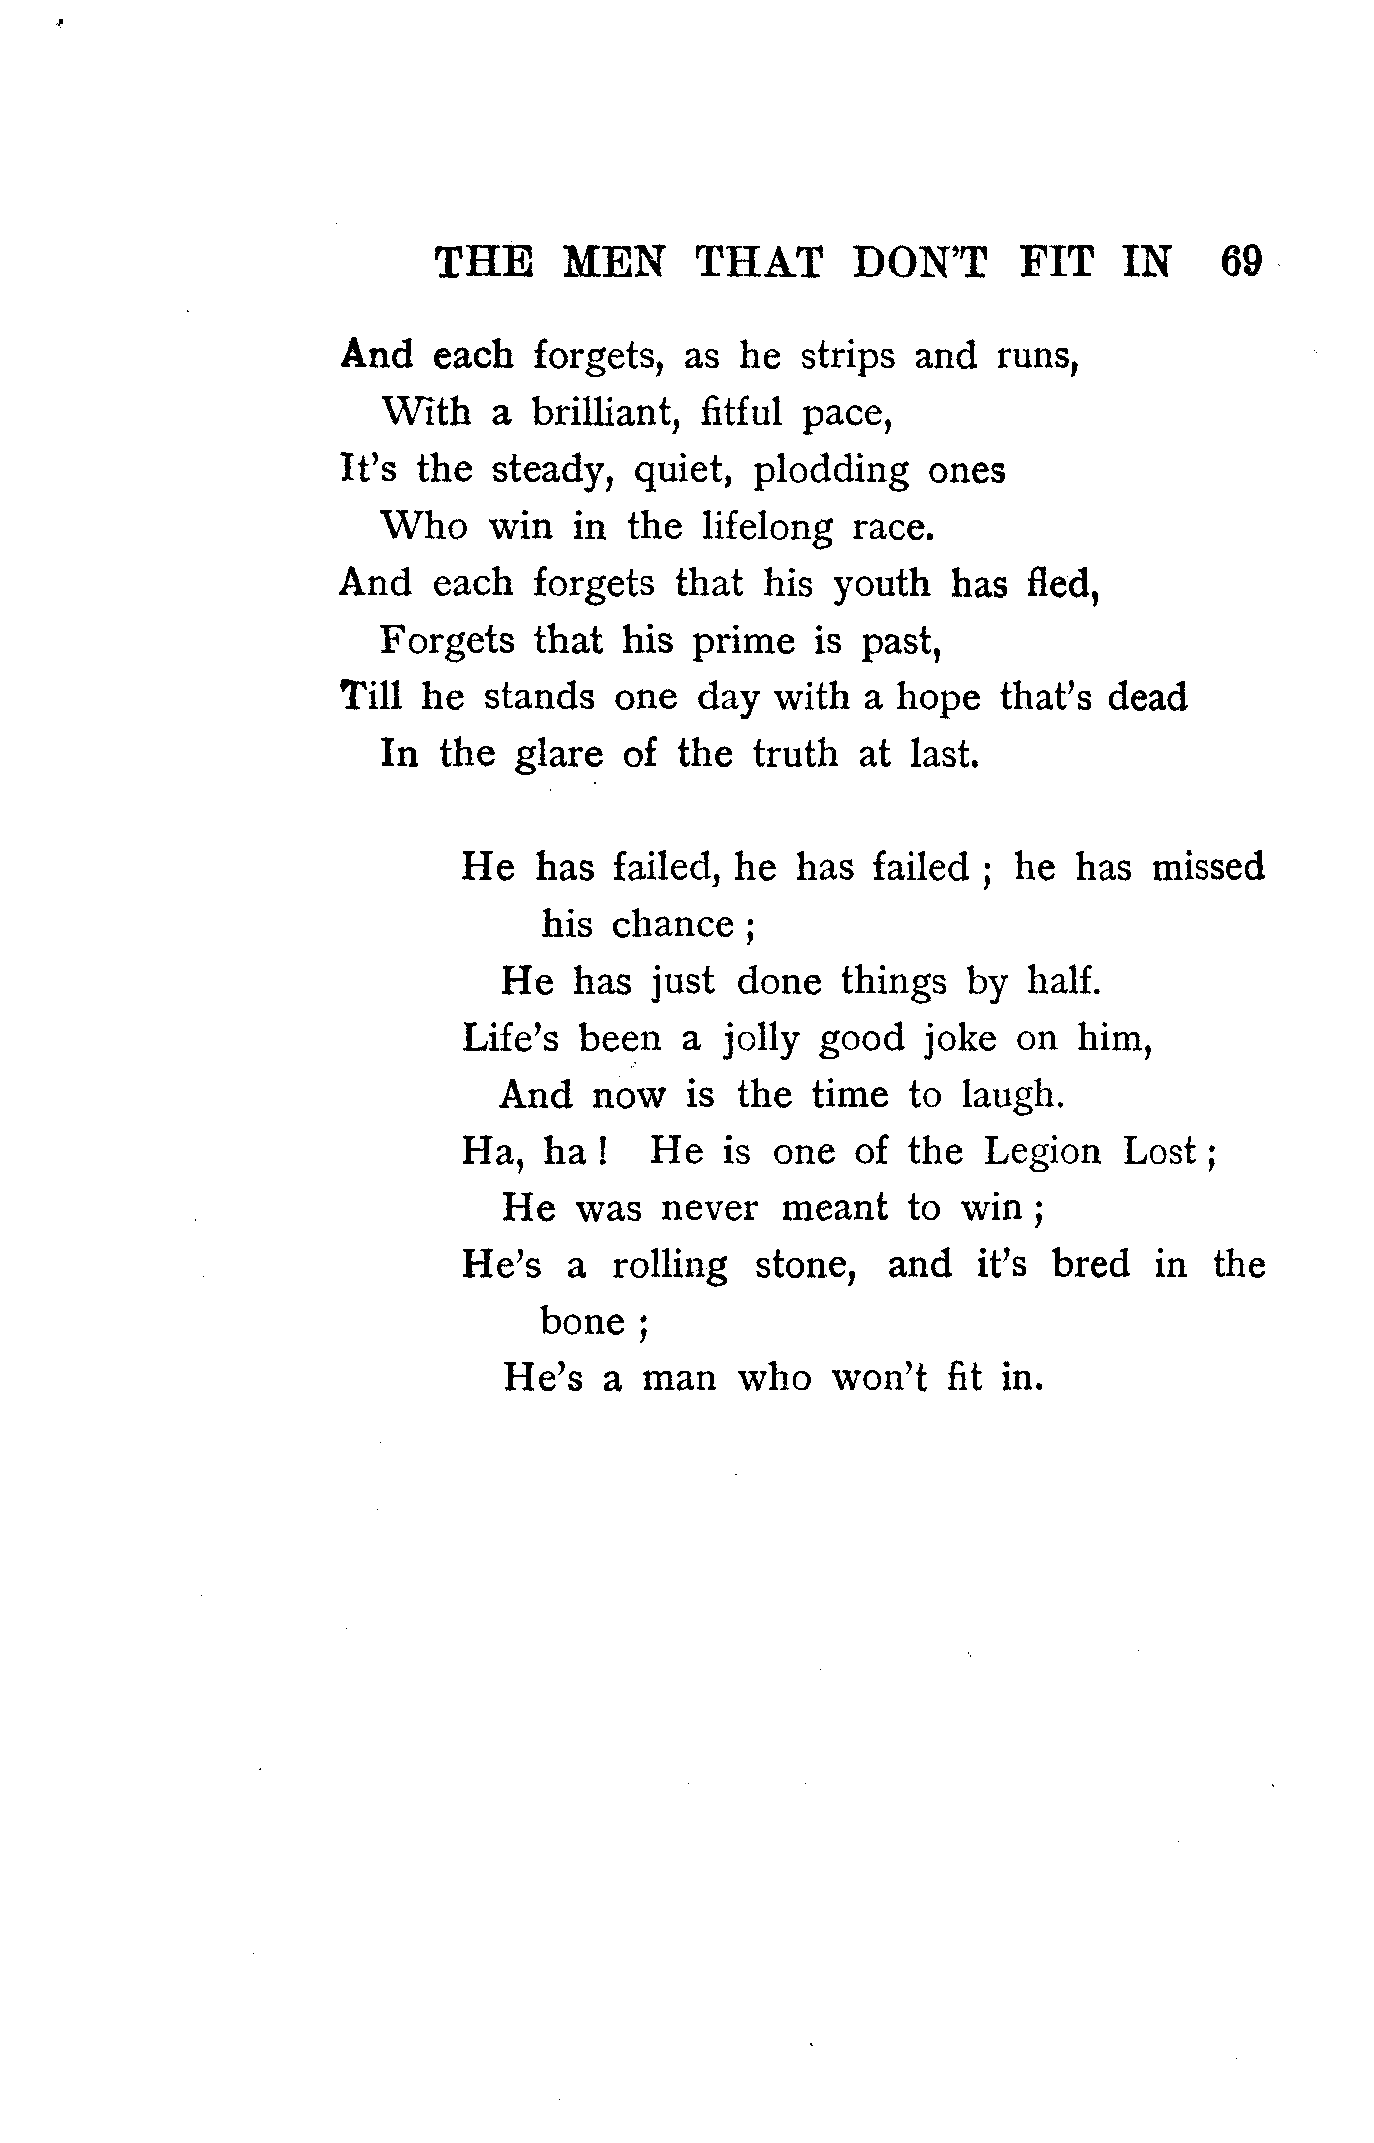 THE MEN THAT DON'T FIT IN 69
And each forgets, as he strips and runs,
With a brilliant, fitful pace,
It's the steady, quiet, plodding ones
Who win in the lifelong race.
And each forgets that his youth has fled,
Forgets that his prime is past,
Till he stands one day with a hope that's dead
In the glare of the truth at last.
He has failed, he has failed ; he has missed
his chance ;
He has just done things by half.
Life's been a jolly good joke on him,
And now is the time to laugh.
Ha, ha ! He is one of the Legion Lost ;
He was never meant to win ;
He's a rolling stone, and it's bred in the
bone ;
He's a man who won't fit in.